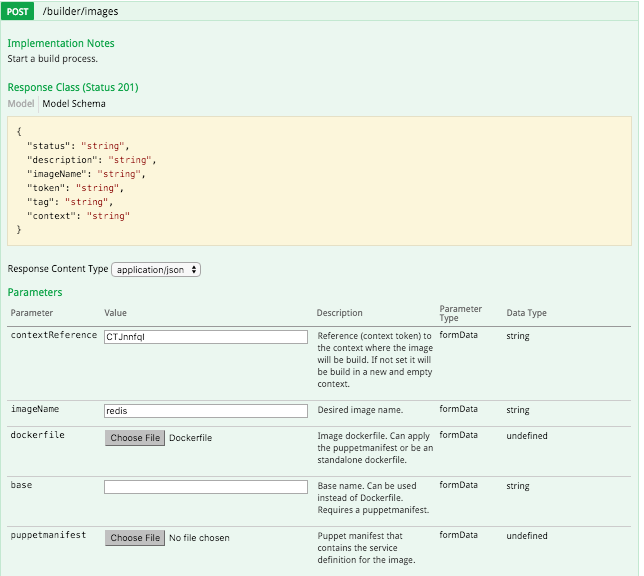 POST /builder/images
Implementation Notes
Start a build process.
Response Class (Status 201)
Model Model Schema
{
"status": "string",
"description": "string",
"imageName": "string",
"token": "string",
"tag": "string",
"context": "string"
}
Response Content Type application/json
Parameters
Parameter Value Description Parameter Type Data Type
contextReference CTJnnfqI Reference (context token) to formData string
the context where the image
will be build. If not set it will
be build in a new and empty
context.
imageName redis Desired image name. formData string
dockerfile Choose File Dockerfile Image dockerfile. Can apply formData undefined
the puppetmanifest or be an
standalone dockerfile.
base Base name. Can be used formData string
instead of Dockerfile.
Requires a puppetmanifest.
puppetmanifest Choose File No file chosen Puppet manifest that formData undefined
contains the service
definition for the image.